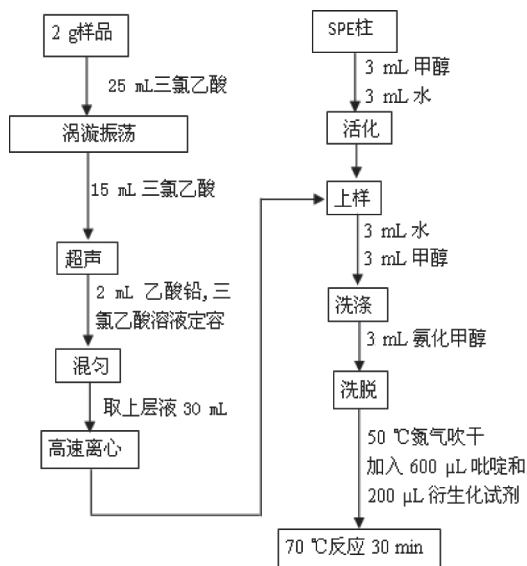 2 g样品
25 mL三氯乙酸
涡漩振荡
15 mL 三氯乙酸
超声
2 mL 乙酸铅,三
氯乙酸溶液定容
混匀
取上层液 30 mL
高速离心
SPE柱
3 mL 甲醇
3 mL 水
活化
上样
3 mL 水
3 mL 甲醇
洗涤
3 mL 氨化甲醇
洗脱
50 ℃氮气吹干
加入 600 μL 吡啶和
200 μL 衍生化试剂
70 ℃反应 30 min